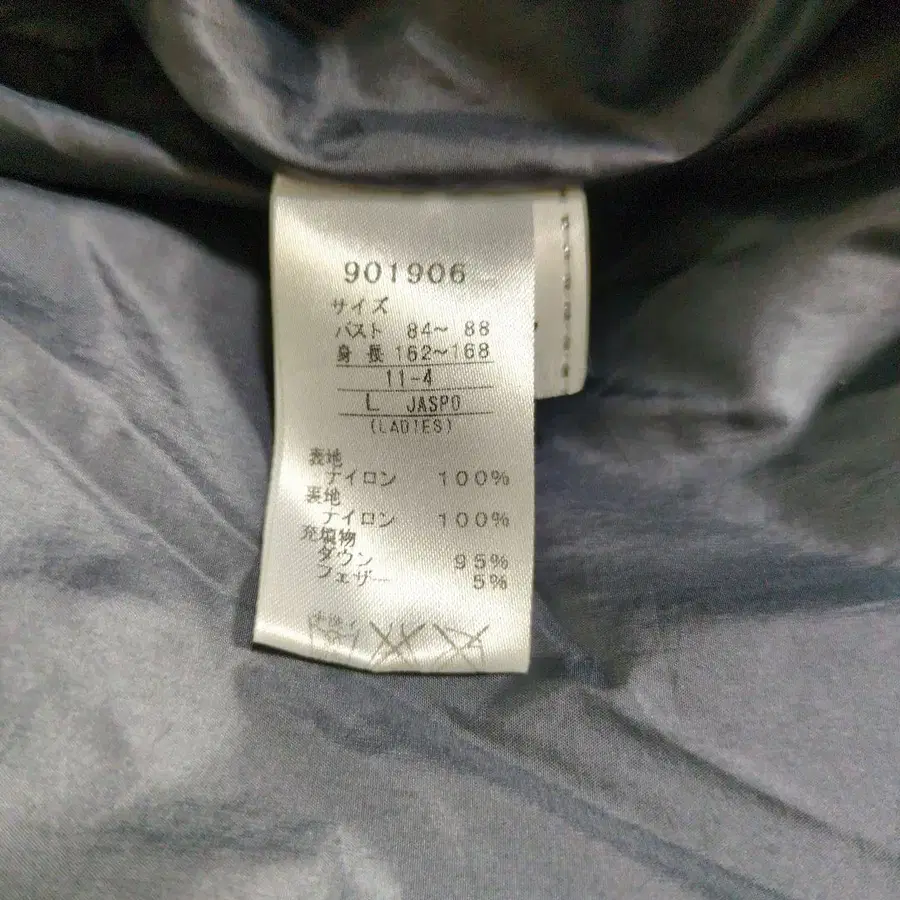 901906
サイズ
バスト 84～88
身長 162～168
11-4
L JASPO
(LADIES)
表地
ナイロン 100%
裏地
ナイロン 100%
充填物
ダウン 95%
フェザー 5%